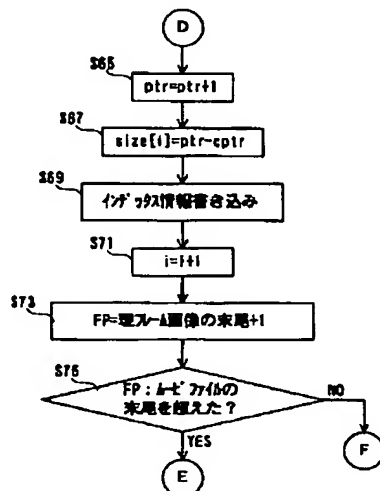 D
S65
ptr=ptr+1
S67
size[i]=ptr-cptr
S69
インデックス情報書き込み
S71
i=i+1
S73
FP=現フレーム画像の末尾+1
S75
FP:ムービファイルの
末尾を超えた?
NO
YES
F
E